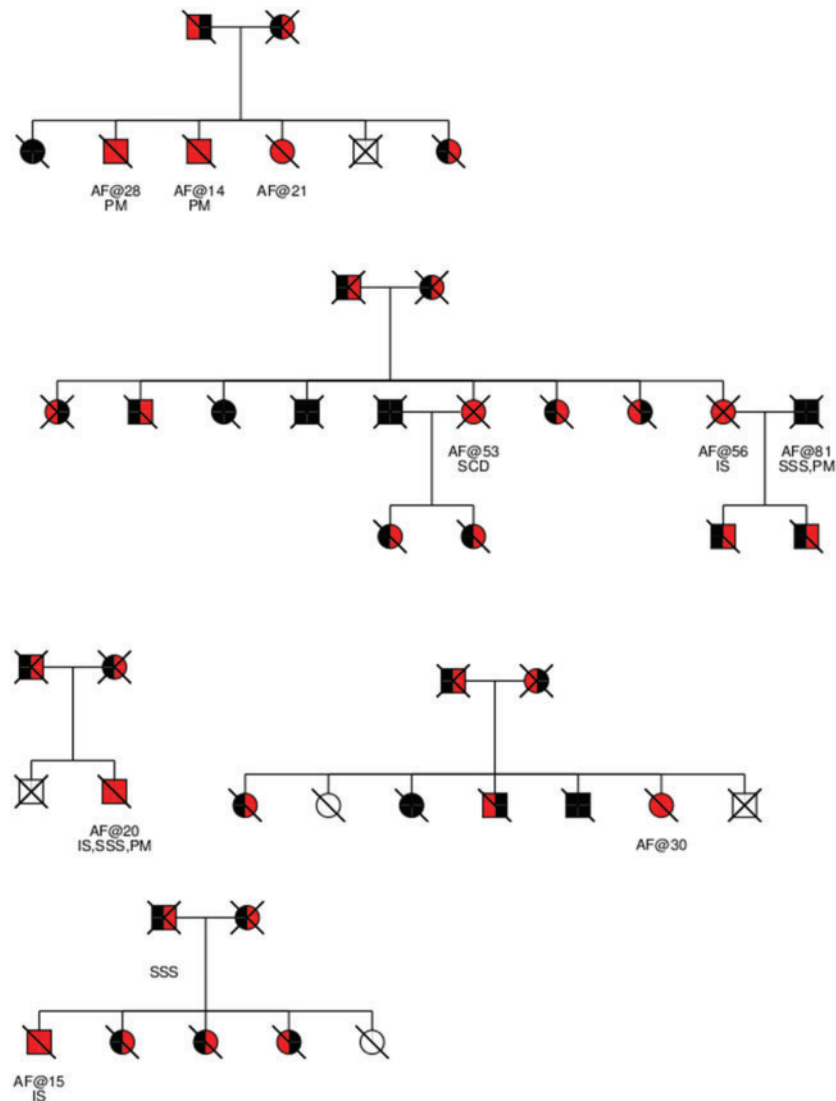 AF@28
PM
AF@14
PM
AF@21
AF@53
SCD
AF@56
IS
AF@81
SSS,PM
AF@20
IS,SSS,PM
AF@30
SSS
AF@15
IS